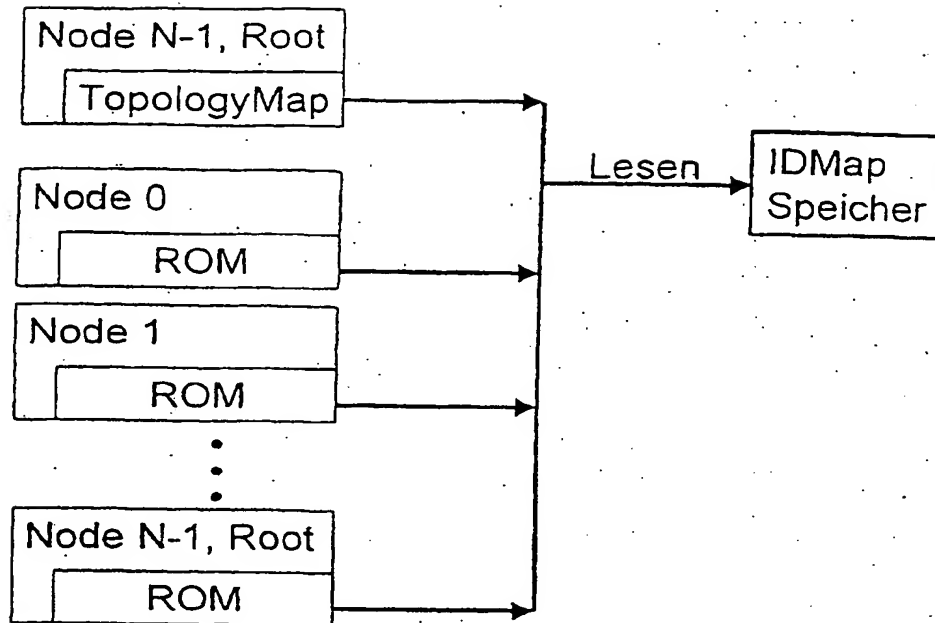 Node N-1, Root
TopologyMap
Node 0
ROM
Node 1
ROM
Node N-1, Root
ROM
Lesen
IDMap
Speicher